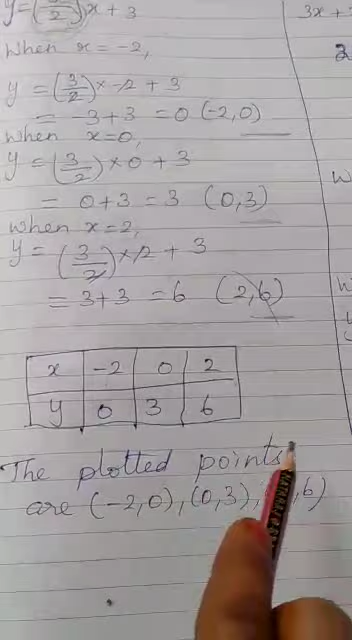 y = (3/2)x + 3
When x = -2,
y = (3/2) × -2 + 3
= -3+3 = 0 (-2,0)
When x=0,
y = (3/2) × 0 + 3
= 0+3 = 3 (0,3)
when x=2,
y = (3/2) × 2 + 3
= 3+3 = 6 (2,6)
x -2 0 2
y 0 3 6
The plotted points
are (-2,0), (0,3), ,6)
3x +